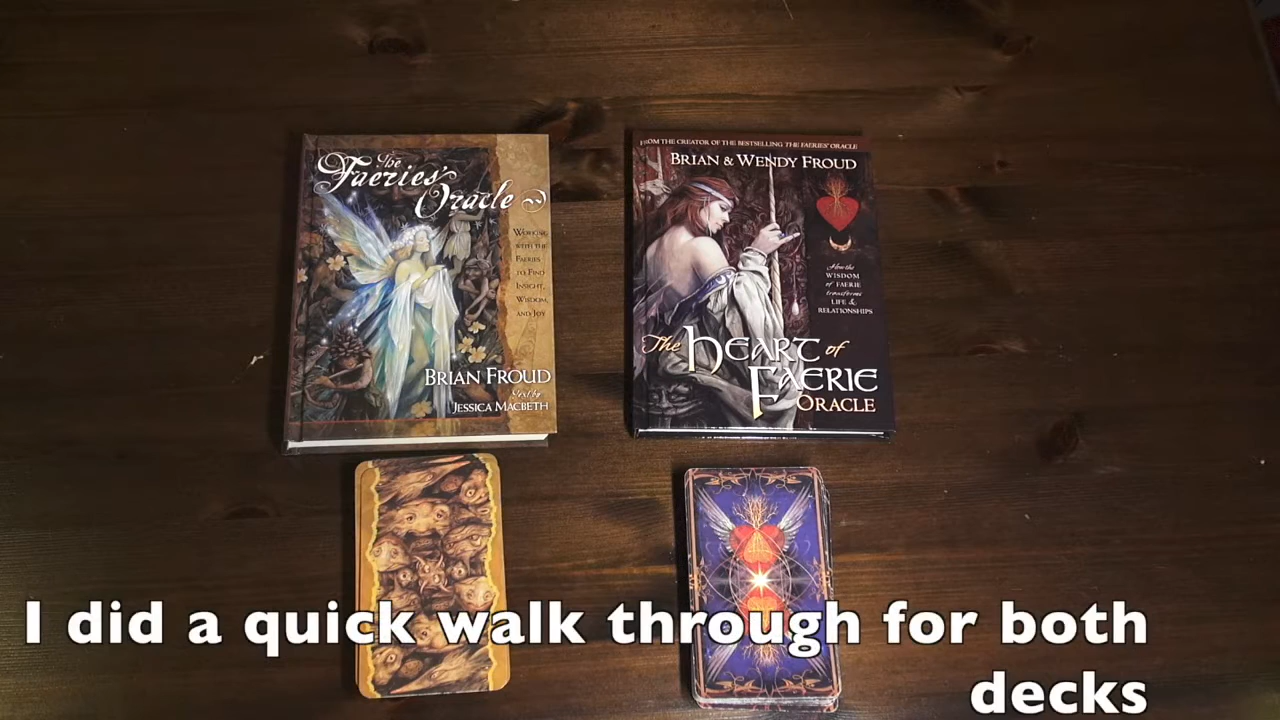 The
Faeries'
Oracle
WORKING
WITH THE
FAERIES
TO FIND
INSIGHT,
WISDOM,
AND JOY
BRIAN FROUD
Text by
JESSICA MACBETH
FROM THE CREATOR OF THE BESTSELLING THE FAERIES' ORACLE
BRIAN & WENDY FROUD
How the
WISDOM
of FAERIE
transforms
LIFE &
RELATIONSHIPS
The HEART of
FAERIE
ORACLE
I did a quick walk through for both
decks